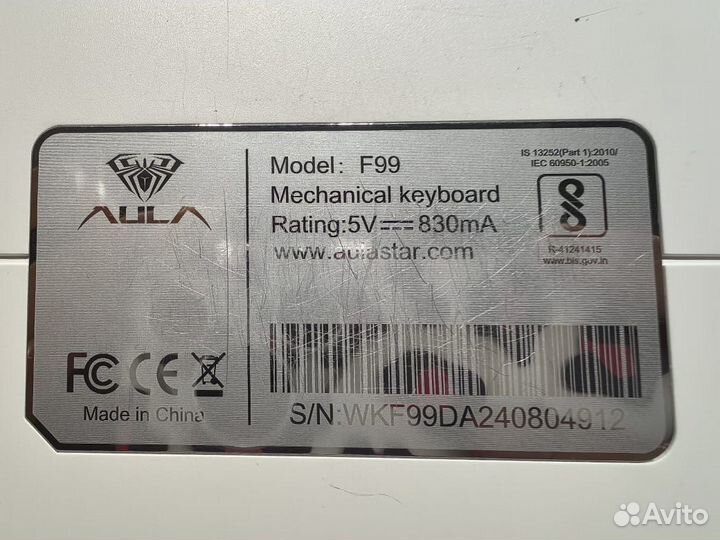 AULA
Model: F99
Mechanical keyboard
Rating:5V⎓830mA
www.aulastar.com
IS 13252(Part 1):2010/
IEC 60950-1:2005
R-41241415
www.bis.gov.in
FC CE
Made in China
S/N:WKF99DA240804912
Avito